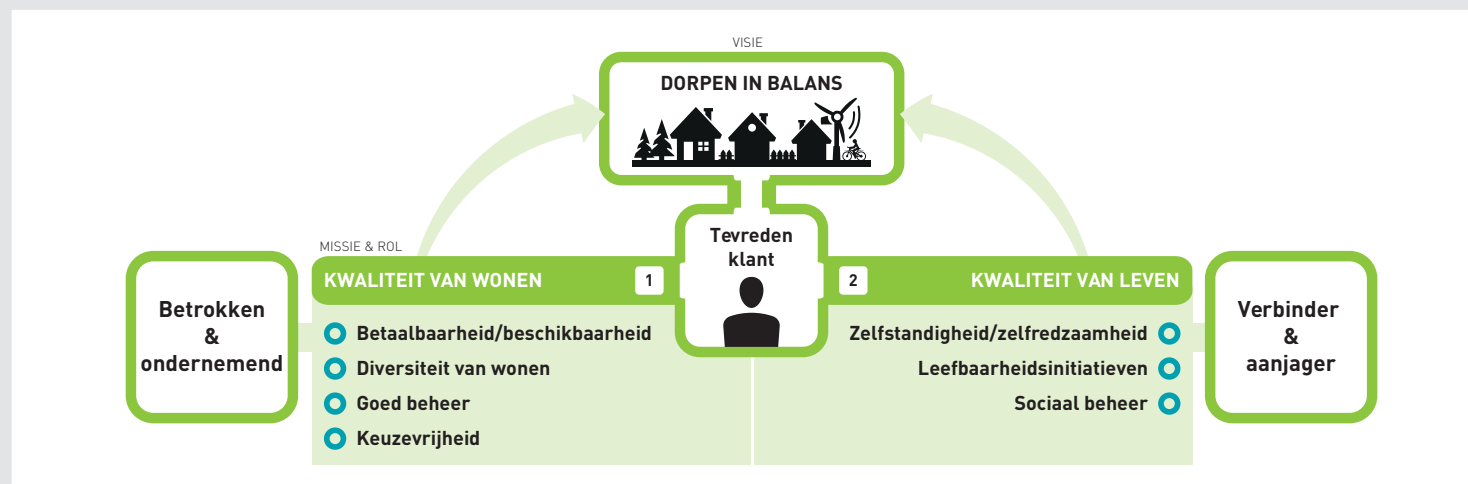 VISIE
DORPEN IN BALANS
Tevreden
klant
MISSIE & ROL
KWALITEIT VAN WONEN
1
2
KWALITEIT VAN LEVEN
Betrokken
&
ondernemend
Betaalbaarheid/beschikbaarheid
Diversiteit van wonen
Goed beheer
Keuzevrijheid
Zelfstandigheid/zelfredzaamheid
Leefbaarheidsinitiatieven
Sociaal beheer
Verbinder
&
aanjager